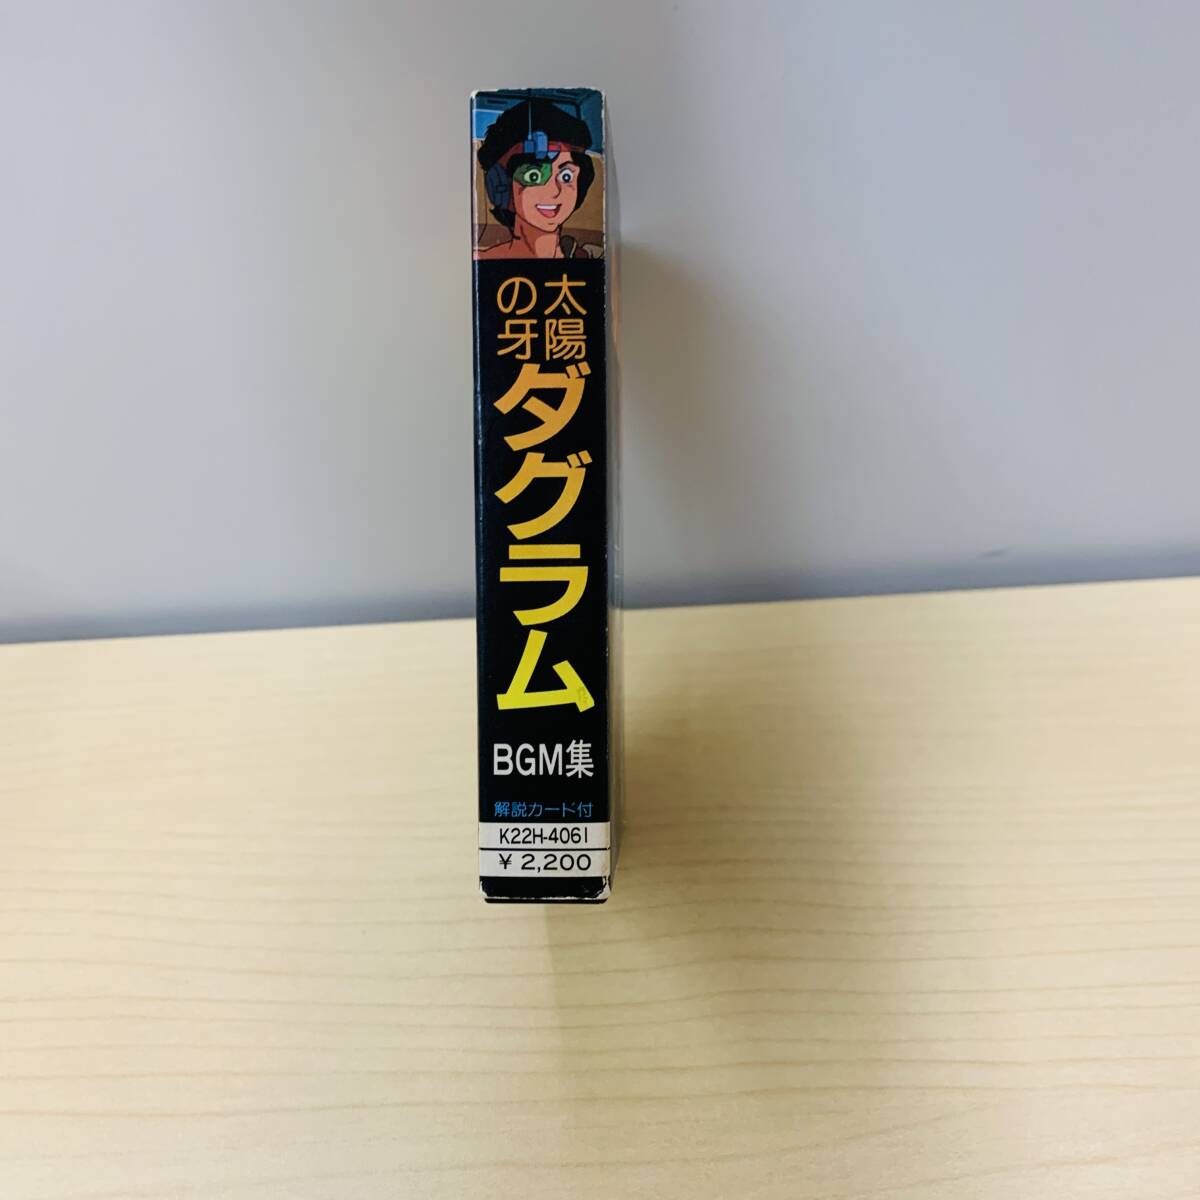 太陽
の牙
ダグラム
BGM集
解説カード付
K22H-4061
¥ 2,200